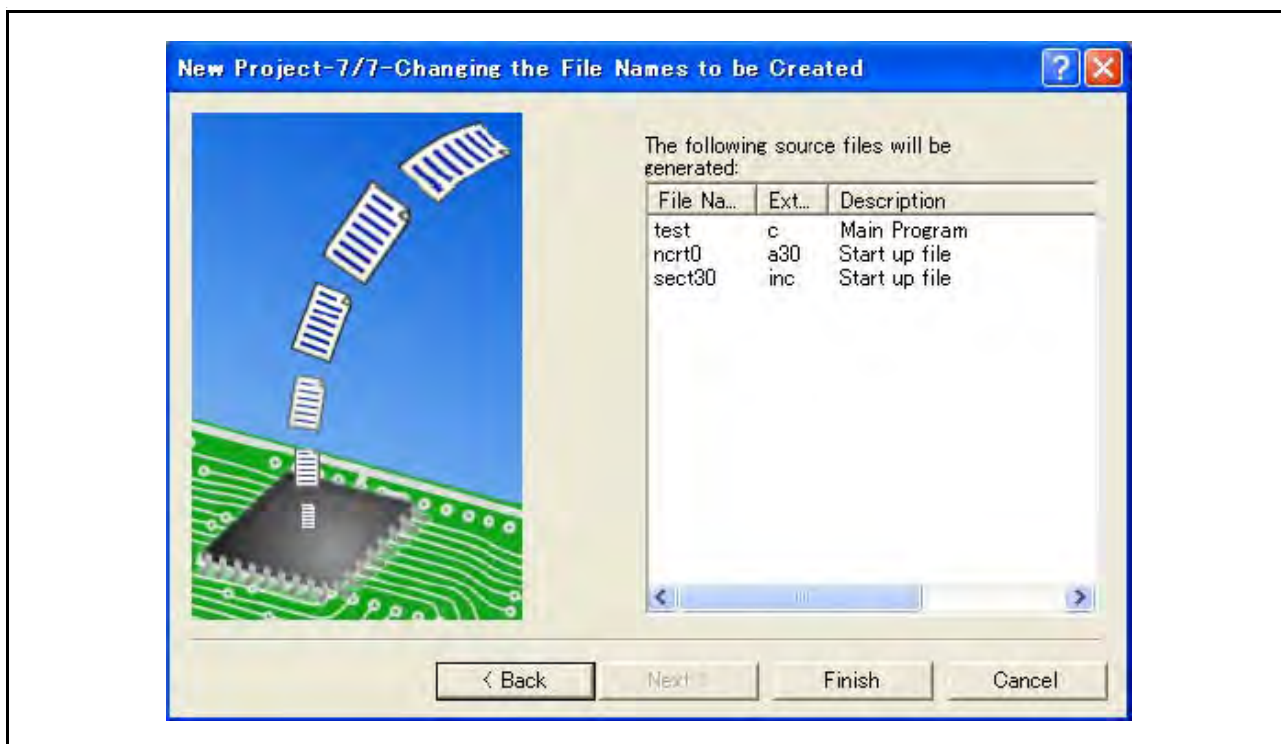 New Project-7/7-Changing the File Names to be Created
The following source files will be
generated:
File Na... Ext... Description
test c Main Program
ncrt0 a30 Start up file
sect30 inc Start up file
< Back Next > Finish Cancel